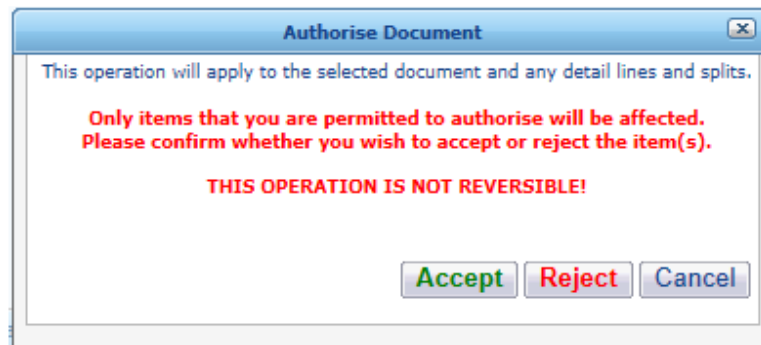 Authorise Document
This operation will apply to the selected document and any detail lines and splits.
Only items that you are permitted to authorise will be affected.
Please confirm whether you wish to accept or reject the item(s).
THIS OPERATION IS NOT REVERSIBLE!
Accept Reject Cancel